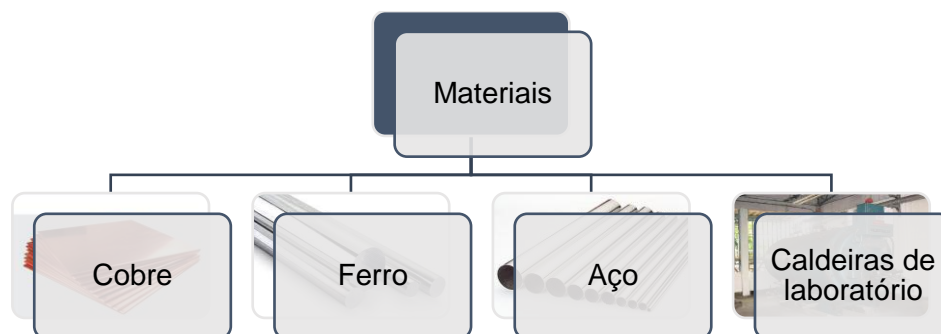 Materiais
Cobre
Ferro
Aço
Caldeiras de
laboratório